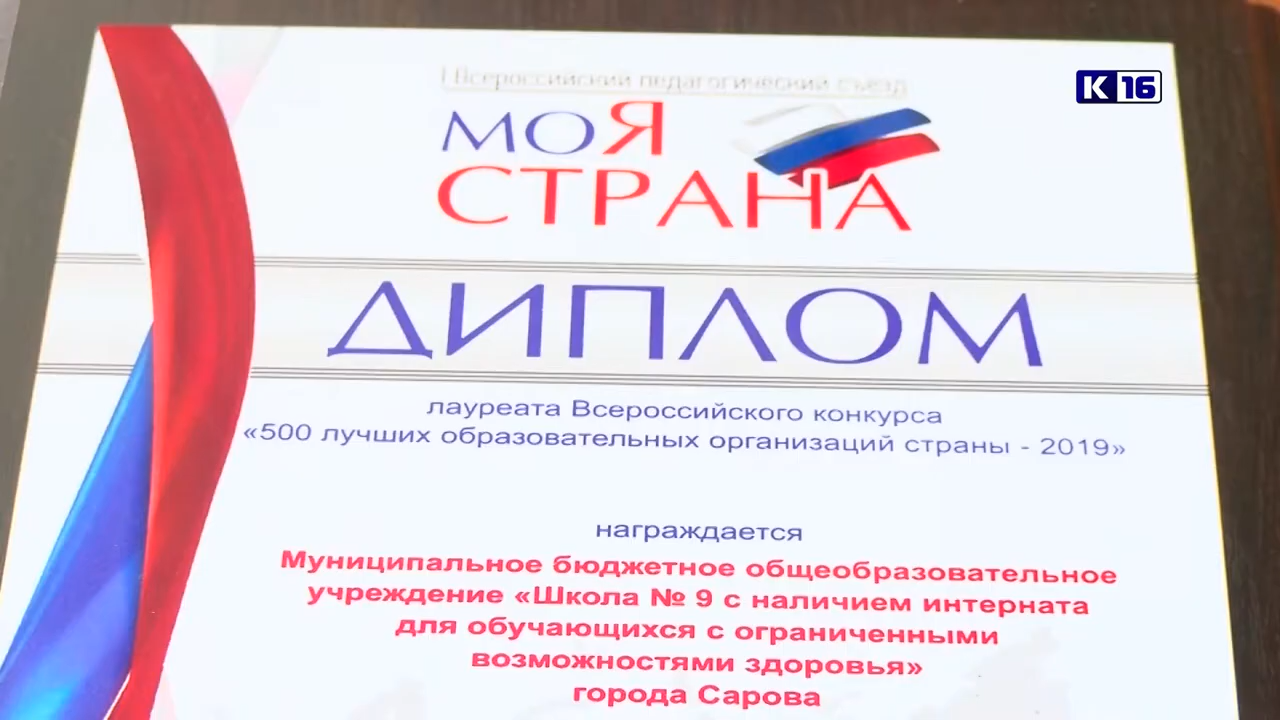 I Всероссийский педагогический съезд
К 16
МОЯ
СТРАНА
ДИПЛОМ
лауреата Всероссийского конкурса
«500 лучших образовательных организаций страны - 2019»
награждается
Муниципальное бюджетное общеобразовательное
учреждение «Школа № 9 с наличием интерната
для обучающихся с ограниченными
возможностями здоровья»
города Сарова